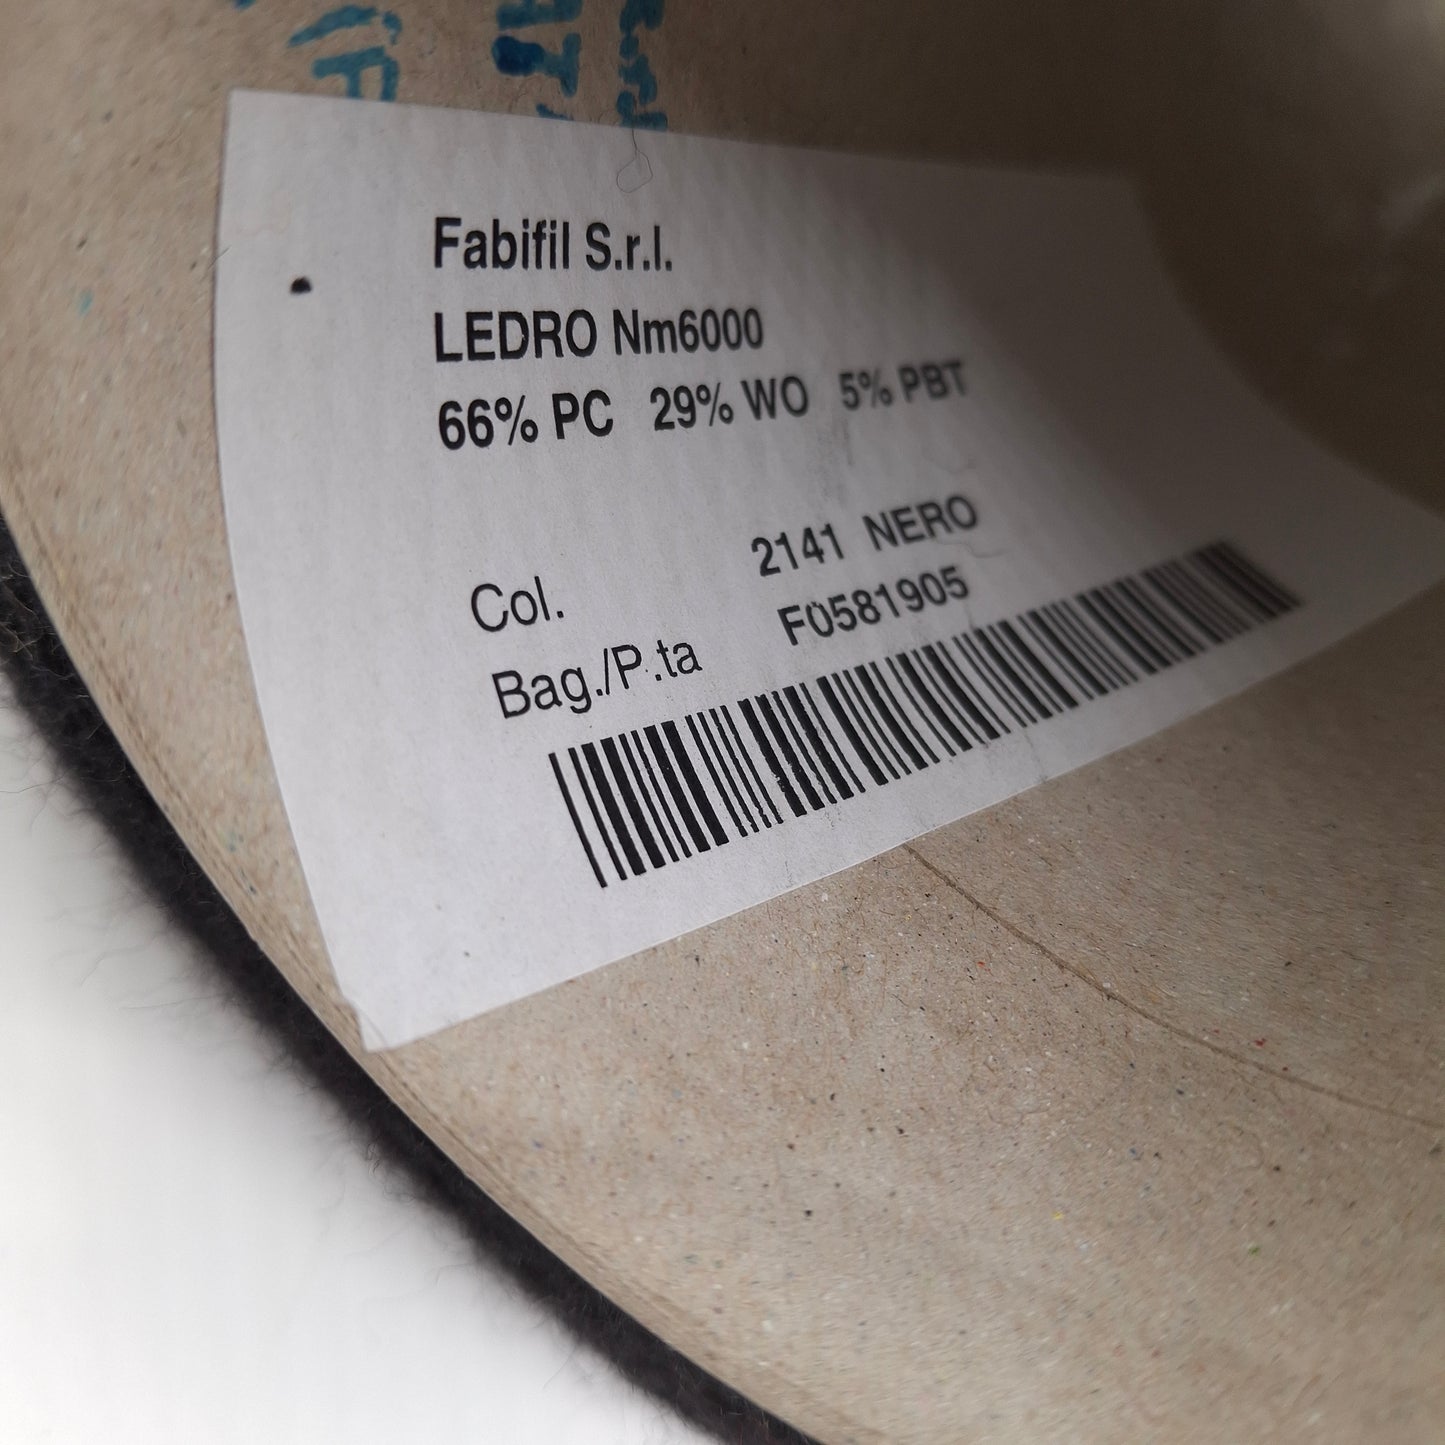 Fabifil S.r.l.
LEDRO Nm6000
66% PC 29% WO 5% PBT
Col. 2141 NERO
Bag./P.ta F0581905